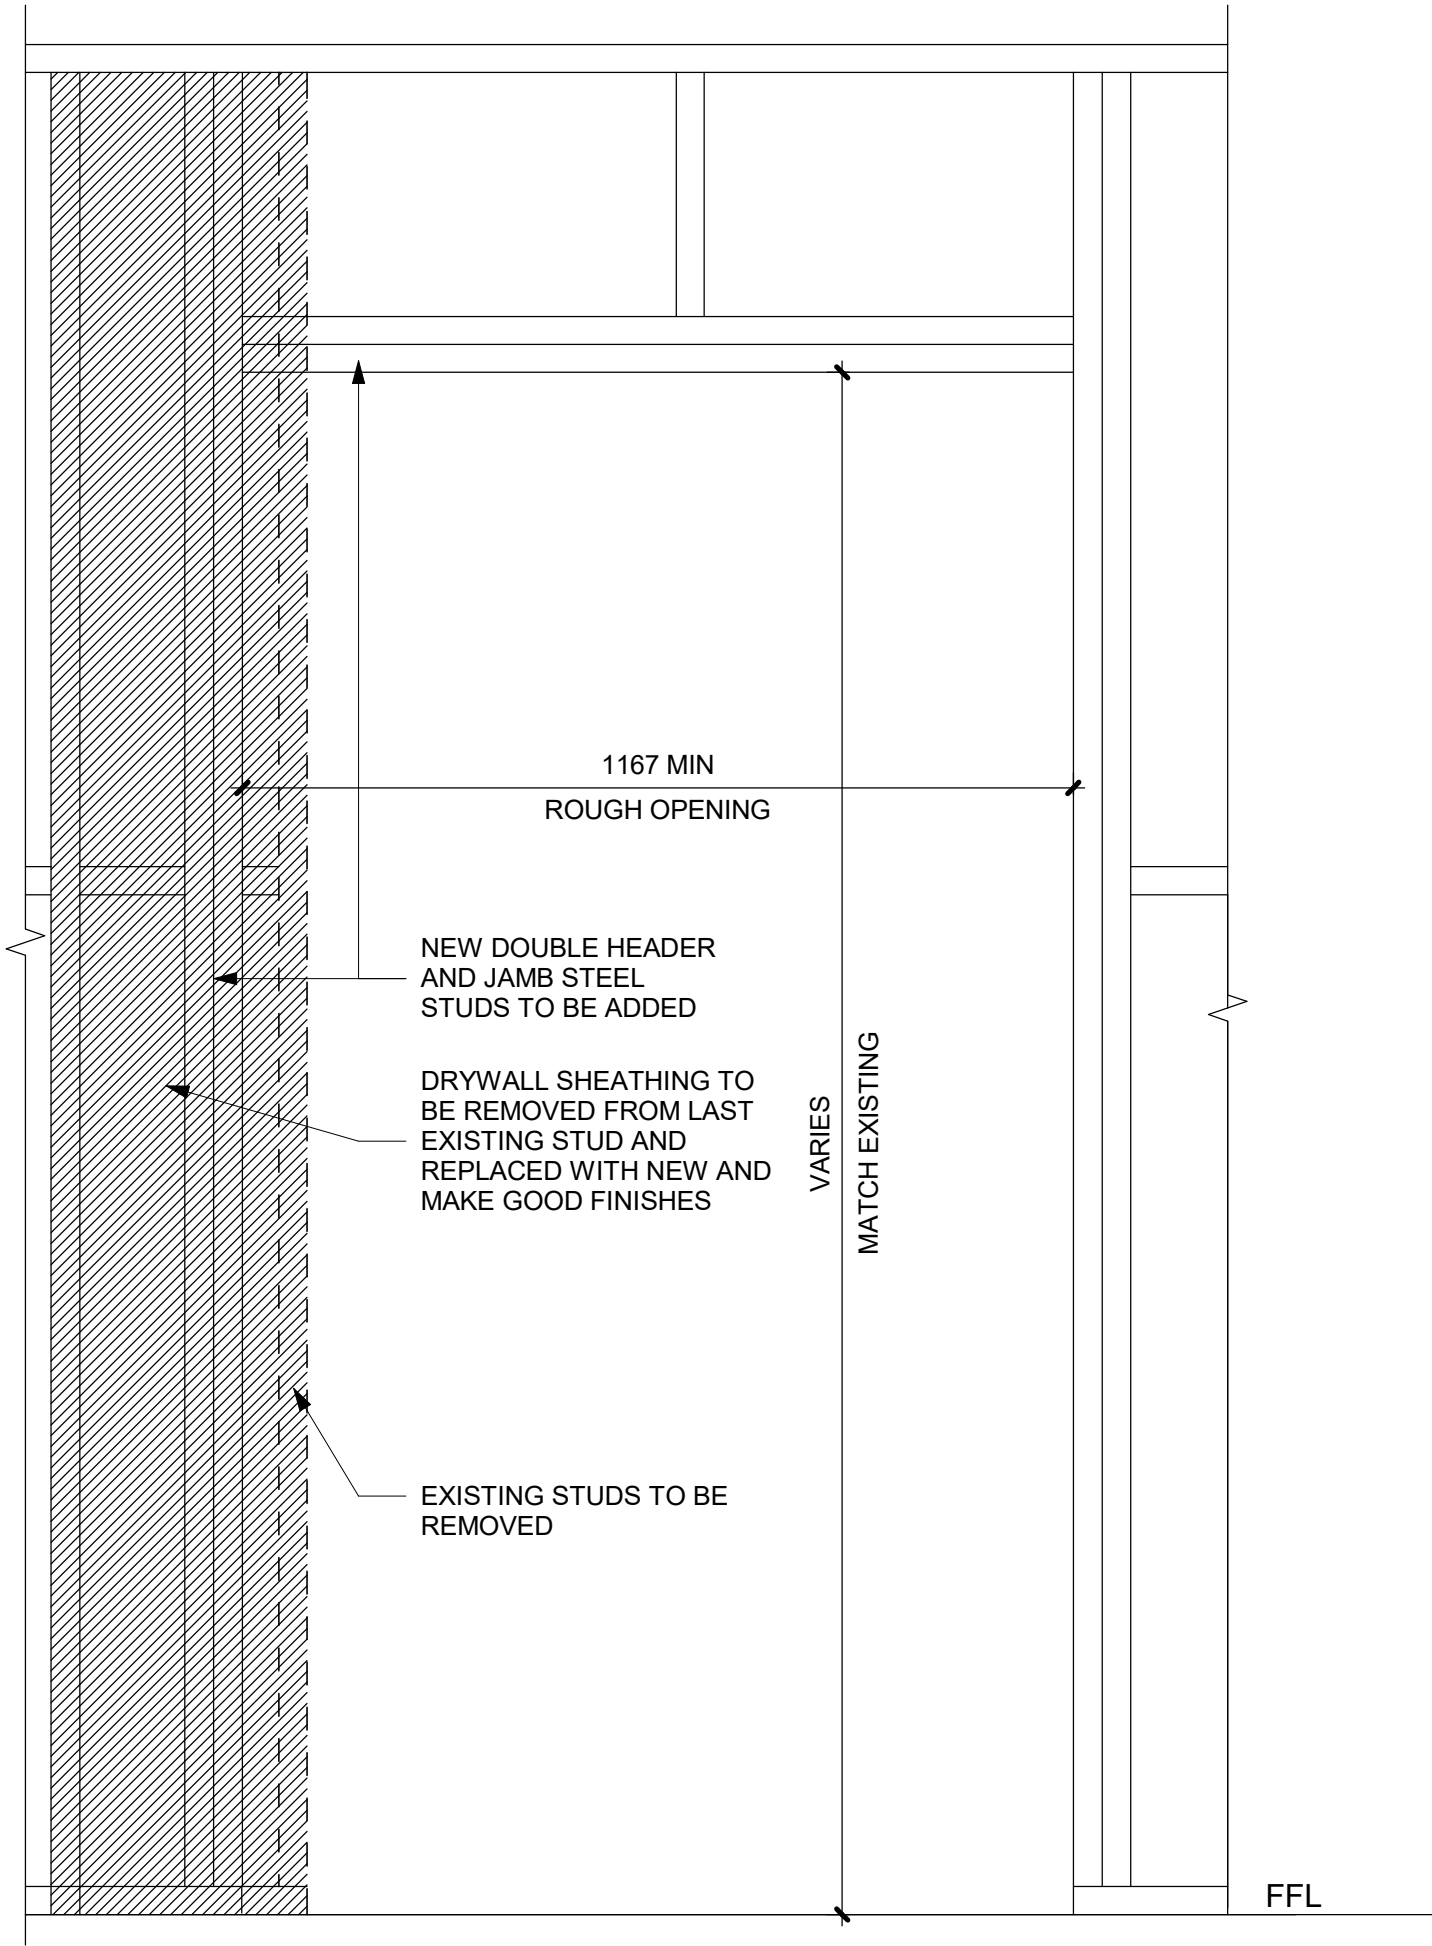 1167 MIN
ROUGH OPENING
NEW DOUBLE HEADER
AND JAMB STEEL
STUDS TO BE ADDED
DRYWALL SHEATHING TO
BE REMOVED FROM LAST
EXISTING STUD AND
REPLACED WITH NEW AND
MAKE GOOD FINISHES
VARIES
MATCH EXISTING
EXISTING STUDS TO BE
REMOVED
FFL